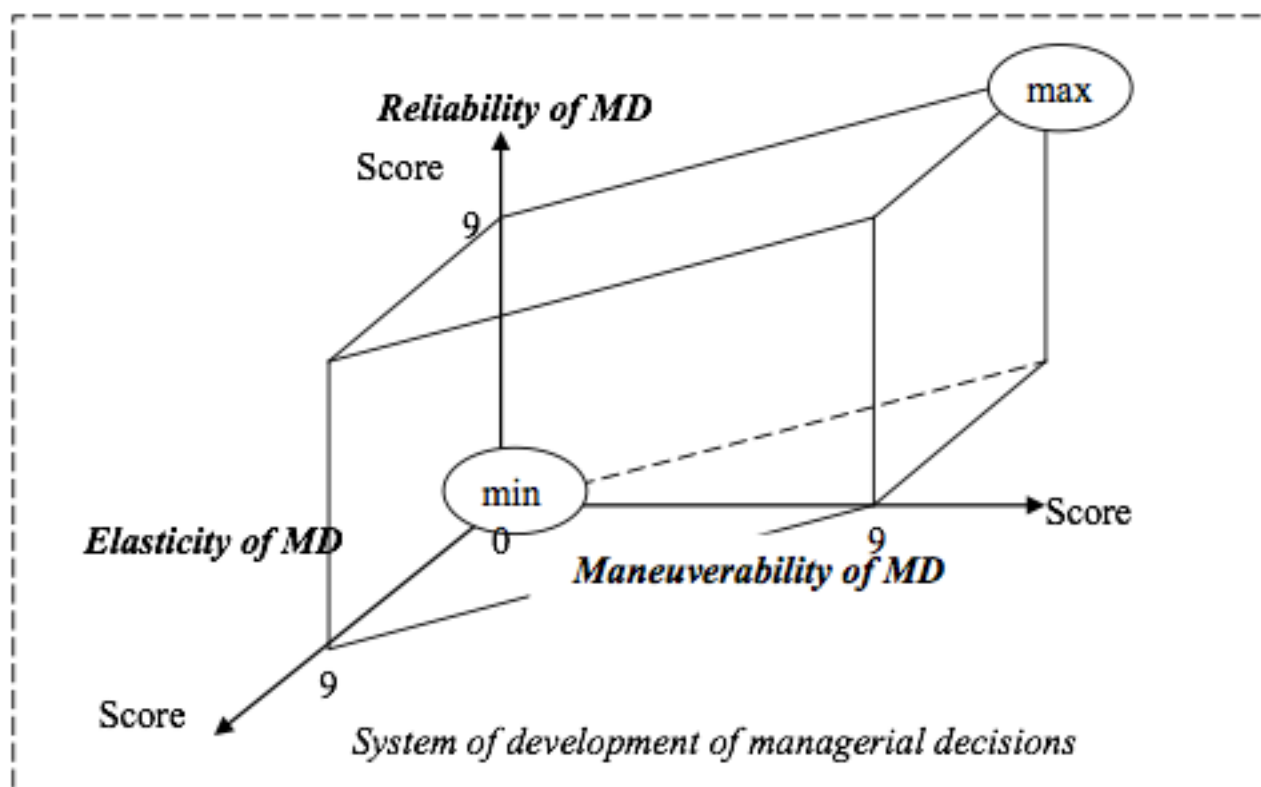 max
Reliability of MD
Score
9
min
0
Score
Elasticity of MD
9
Maneuverability of MD
9
Score
System of development of managerial decisions